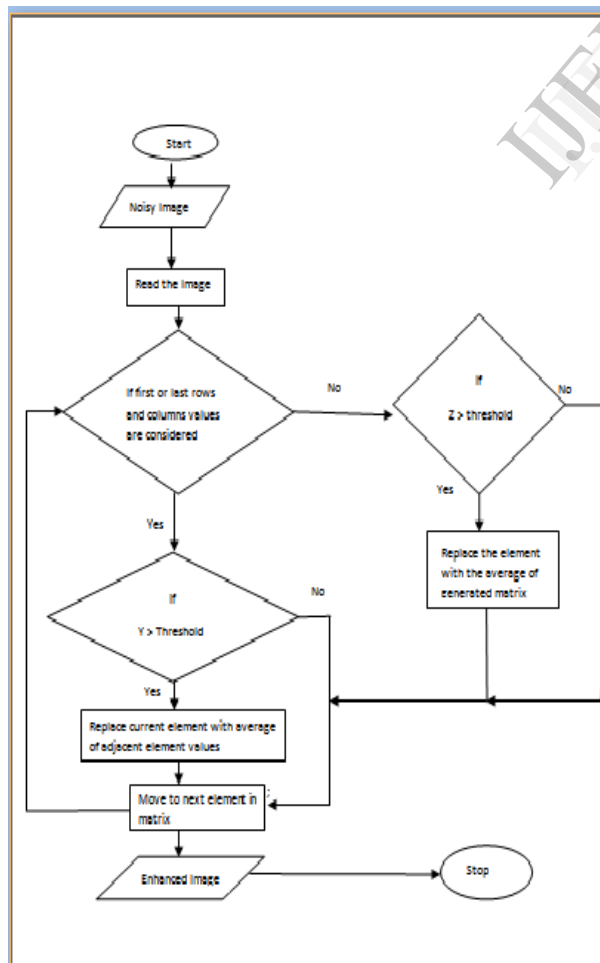 Start
Noisy Image
Read the Image
If first or last rows
and columns values
are considered
No
If
Z > threshold
No
Yes
Yes
Replace the element
with the average of
generated matrix
If
Y > Threshold
No
Yes
Replace current element with average
of adjacent element values
Move to next element in
matrix
;
Enhanced Image
Stop